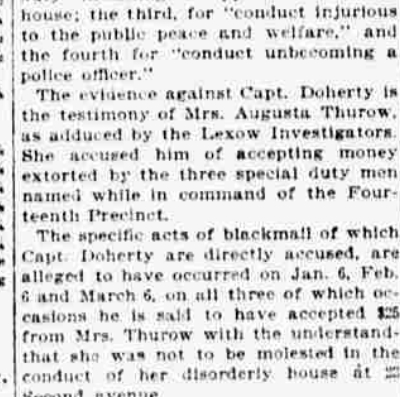 house; the third, for "conduct injurious
to the public peace and welfare," and
the fourth for "conduct unbecoming a
police officer."
The evidence against Capt. Doherty is
the testimony of Mrs. Augusta Thurow,
as adduced by the Lexow Investigators.
She accused him of accepting money
extorted by the three special duty men
named while in command of the Four-
teenth Precinct.
The specific acts of blackmail of which
Capt. Doherty are directly accused, are
alleged to have occurred on Jan. 6, Feb.
6 and March 6, on all three of which oc-
casions he is said to have accepted $25
from Mrs. Thurow with the understand-
that she was not to be molested in the
conduct of her disorderly house at
Second avenue